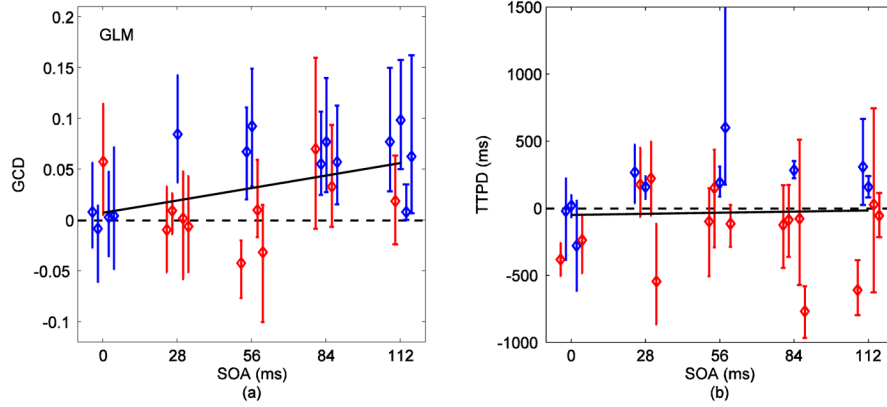 GLM
GCD
0.2
0.15
0.1
0.05
0
-0.05
-0.1
0 28 56 84 112
SOA (ms)
(a)
TTPD (ms)
1500
1000
500
0
-500
-1000
0 28 56 84 112
SOA (ms)
(b)